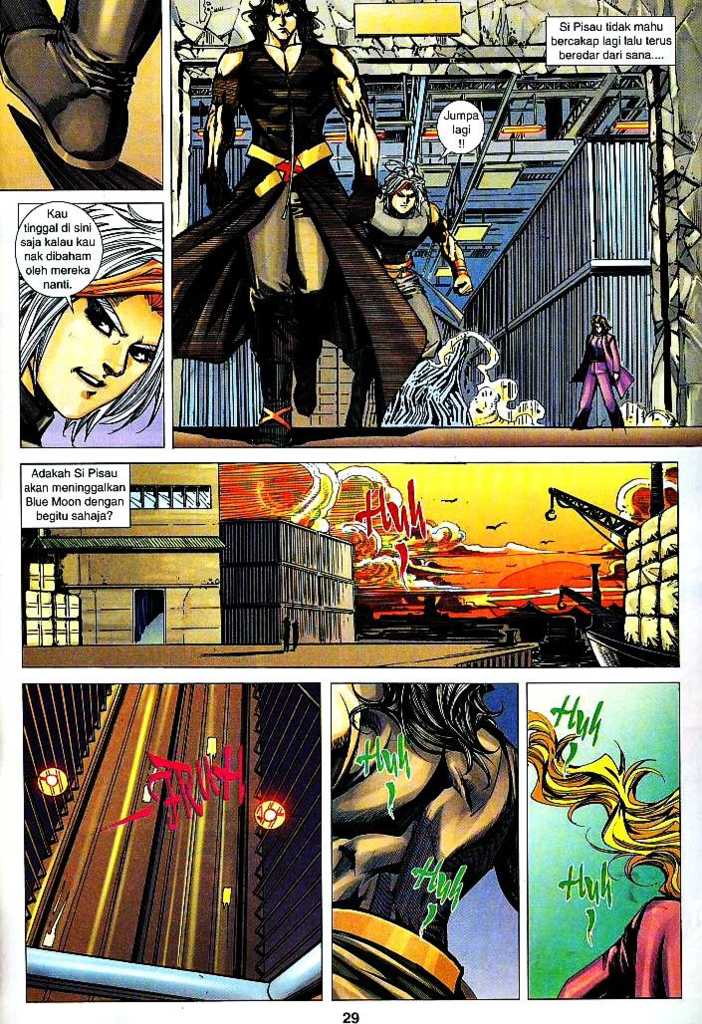 Si Pisau tidak mahu
bercakap lagi lalu terus
beredar dari sana....
Jumpa
lagi
!!
Kau
tinggal di sini
saja kalau kau
nak dibaham
oleh mereka
nanti.
Adakah Si Pisau
akan meninggalkan
Blue Moon dengan
begitu sahaja?
Huh
Huh
Huh
Huh
Huh
29